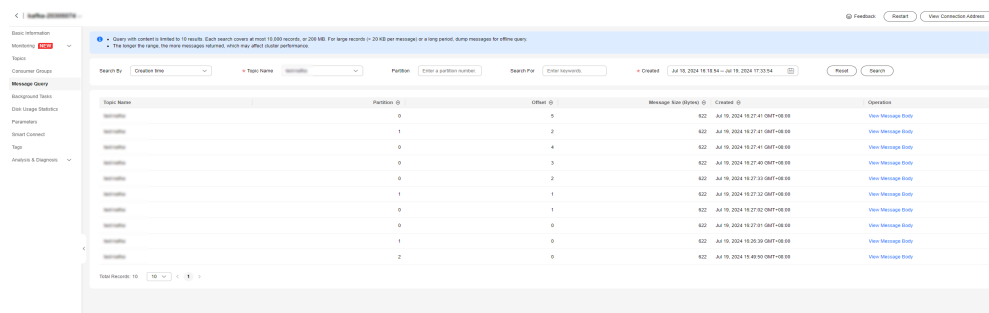 Feedback
Restart
View Connection Address
Basic Information
Monitoring NEW
Topics
Consumer Groups
Message Query
Background Tasks
Disk Usage Statistics
Parameters
Smart Connect
Tags
Analysis & Diagnosis
Query with content is limited to 10 results. Each search covers at most 10,000 records, or 200 MB. For large records (> 20 KB per message) or a long period, dump messages for offline query.
The longer the range, the more messages returned, which may affect cluster performance.
Search By Creation time * Topic Name Partition Enter a partition number. Search For Enter keywords. * Created Reset Search
Topic Name Partition Offset Message Size (Bytes) Created Operation
0 5 622 Jul 19, 2024 16:27:41 GMT+08:00 View Message Body
1 2 622 Jul 19, 2024 16:27:41 GMT+08:00 View Message Body
0 4 622 Jul 19, 2024 16:27:41 GMT+08:00 View Message Body
0 3 622 Jul 19, 2024 16:27:40 GMT+08:00 View Message Body
0 2 622 Jul 19, 2024 16:27:33 GMT+08:00 View Message Body
1 1 622 Jul 19, 2024 16:27:32 GMT+08:00 View Message Body
0 1 622 Jul 19, 2024 16:27:02 GMT+08:00 View Message Body
0 0 622 Jul 19, 2024 16:27:01 GMT+08:00 View Message Body
1 0 622 Jul 19, 2024 16:26:39 GMT+08:00 View Message Body
2 0 622 Jul 19, 2024 15:49:50 GMT+08:00 View Message Body
Total Records: 10 10 1